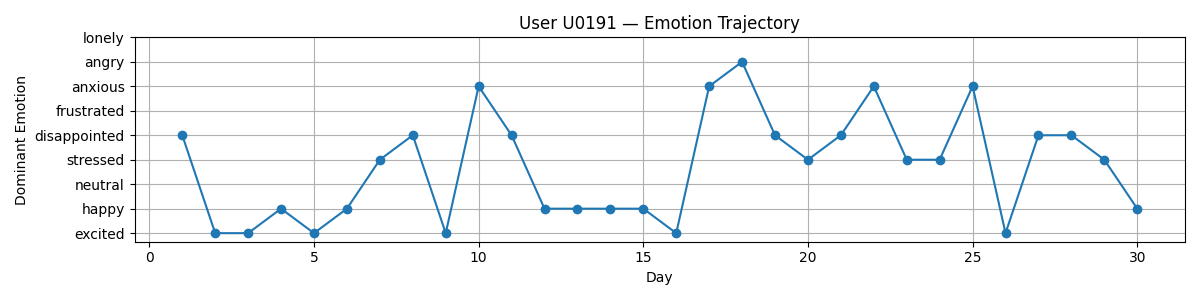 User U0191 — Emotion Trajectory
Dominant Emotion
lonely
angry
anxious
frustrated
disappointed
stressed
neutral
happy
excited
0 5 10 15 20 25 30
Day